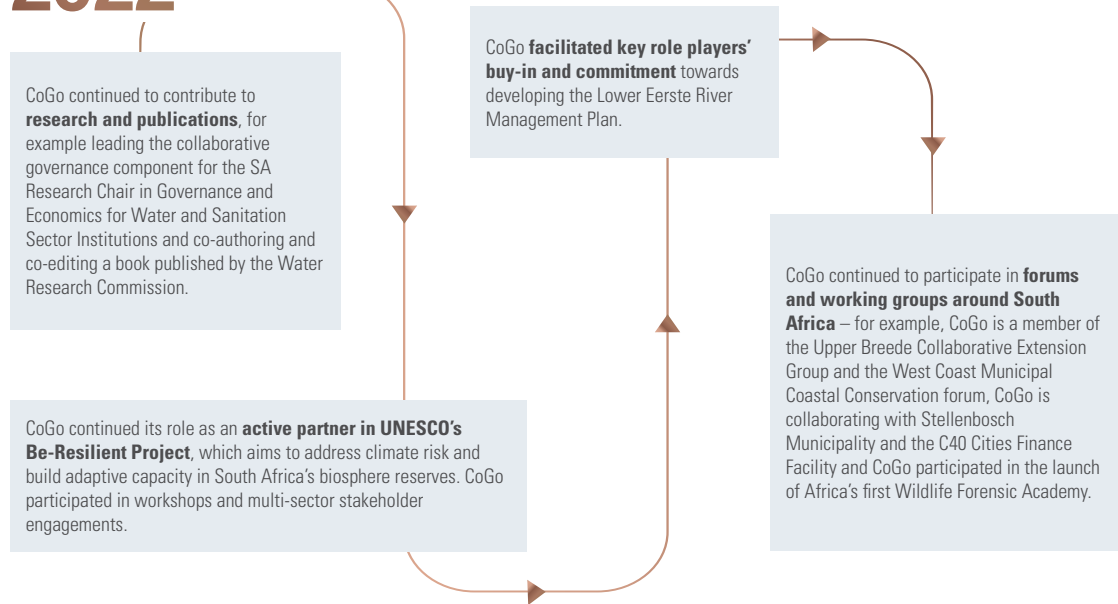 2022
CoGo continued to contribute to
research and publications, for
example leading the collaborative
governance component for the SA
Research Chair in Governance and
Economics for Water and Sanitation
Sector Institutions and co-authoring and
co-editing a book published by the Water
Research Commission.
CoGo continued its role as an active partner in UNESCO’s
Be-Resilient Project, which aims to address climate risk and
build adaptive capacity in South Africa’s biosphere reserves. CoGo
participated in workshops and multi-sector stakeholder
engagements.
CoGo facilitated key role players’
buy-in and commitment towards
developing the Lower Eerste River
Management Plan.
CoGo continued to participate in forums
and working groups around South
Africa – for example, CoGo is a member of
the Upper Breede Collaborative Extension
Group and the West Coast Municipal
Coastal Conservation forum, CoGo is
collaborating with Stellenbosch
Municipality and the C40 Cities Finance
Facility and CoGo participated in the launch
of Africa’s first Wildlife Forensic Academy.